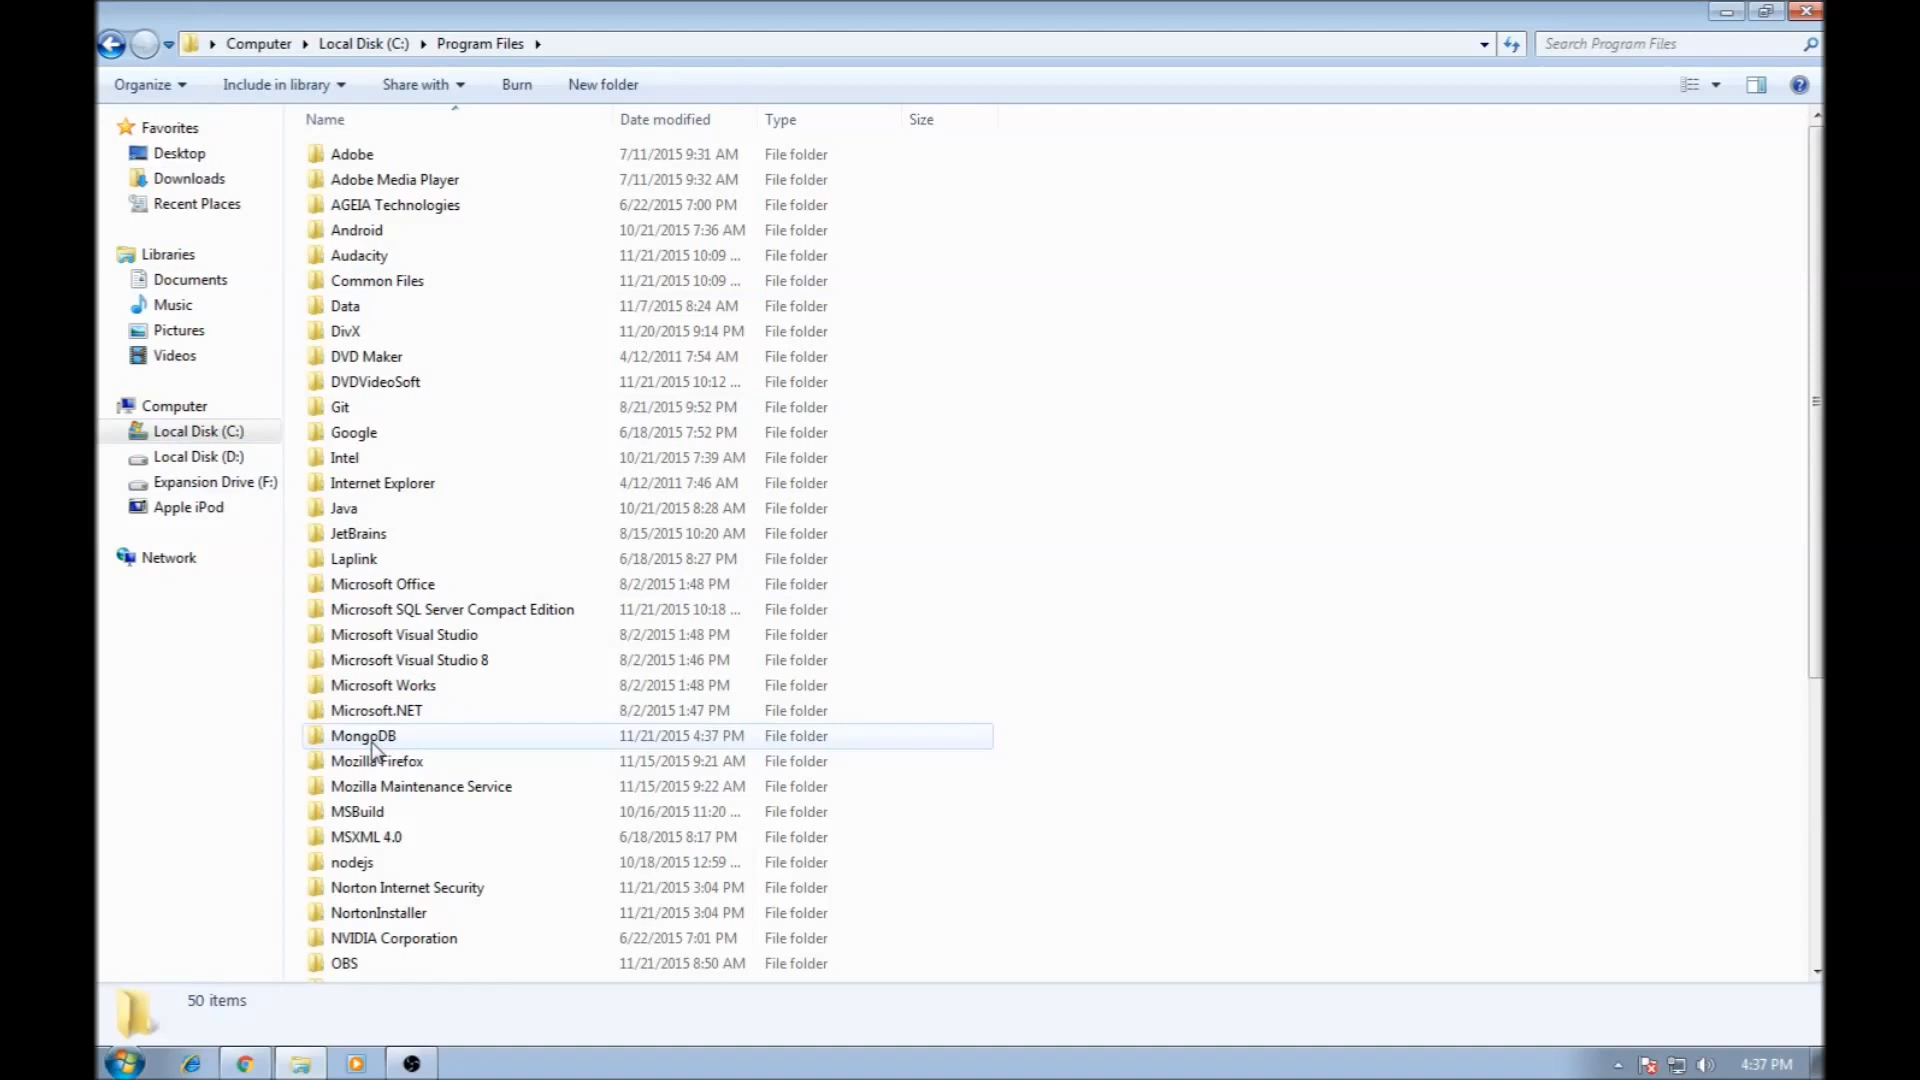 Computer Local Disk (C:) Program Files Search Program Files
Organize Include in library Share with Burn New folder
Favorites
Desktop
Downloads
Recent Places
Libraries
Documents
Music
Pictures
Videos
Computer
Local Disk (C:)
Local Disk (D:)
Expansion Drive (F:)
Apple iPod
Network
Name Date modified Type Size
Adobe 7/11/2015 9:31 AM File folder
Adobe Media Player 7/11/2015 9:32 AM File folder
AGEIA Technologies 6/22/2015 7:00 PM File folder
Android 10/21/2015 7:36 AM File folder
Audacity 11/21/2015 10:09 ... File folder
Common Files 11/21/2015 10:09 ... File folder
Data 11/7/2015 8:24 AM File folder
DivX 11/20/2015 9:14 PM File folder
DVD Maker 4/12/2011 7:54 AM File folder
DVDVideoSoft 11/21/2015 10:12 ... File folder
Git 8/21/2015 9:52 PM File folder
Google 6/18/2015 7:52 PM File folder
Intel 10/21/2015 7:39 AM File folder
Internet Explorer 4/12/2011 7:46 AM File folder
Java 10/21/2015 8:28 AM File folder
JetBrains 8/15/2015 10:20 AM File folder
Laplink 6/18/2015 8:27 PM File folder
Microsoft Office 8/2/2015 1:48 PM File folder
Microsoft SQL Server Compact Edition 11/21/2015 10:18 ... File folder
Microsoft Visual Studio 8/2/2015 1:48 PM File folder
Microsoft Visual Studio 8 8/2/2015 1:46 PM File folder
Microsoft Works 8/2/2015 1:48 PM File folder
Microsoft.NET 8/2/2015 1:47 PM File folder
MongoDB 11/21/2015 4:37 PM File folder
Mozilla Firefox 11/15/2015 9:21 AM File folder
Mozilla Maintenance Service 11/15/2015 9:22 AM File folder
MSBuild 10/16/2015 11:20 ... File folder
MSXML 4.0 6/18/2015 8:17 PM File folder
nodejs 10/18/2015 12:59 ... File folder
Norton Internet Security 11/21/2015 3:04 PM File folder
NortonInstaller 11/21/2015 3:04 PM File folder
NVIDIA Corporation 6/22/2015 7:01 PM File folder
OBS 11/21/2015 8:50 AM File folder
50 items
4:37 PM